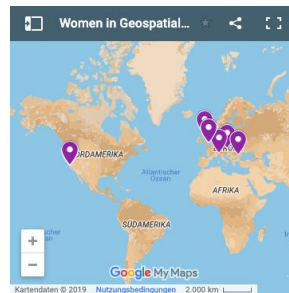 Women in Geospatial...
NORDAMERIKA
Atlantischer
Ozean
AFRIKA
SÜDAMERIKA
+
−
Google My Maps
Kartendaten © 2019 Nutzungsbedingungen 2.000 km